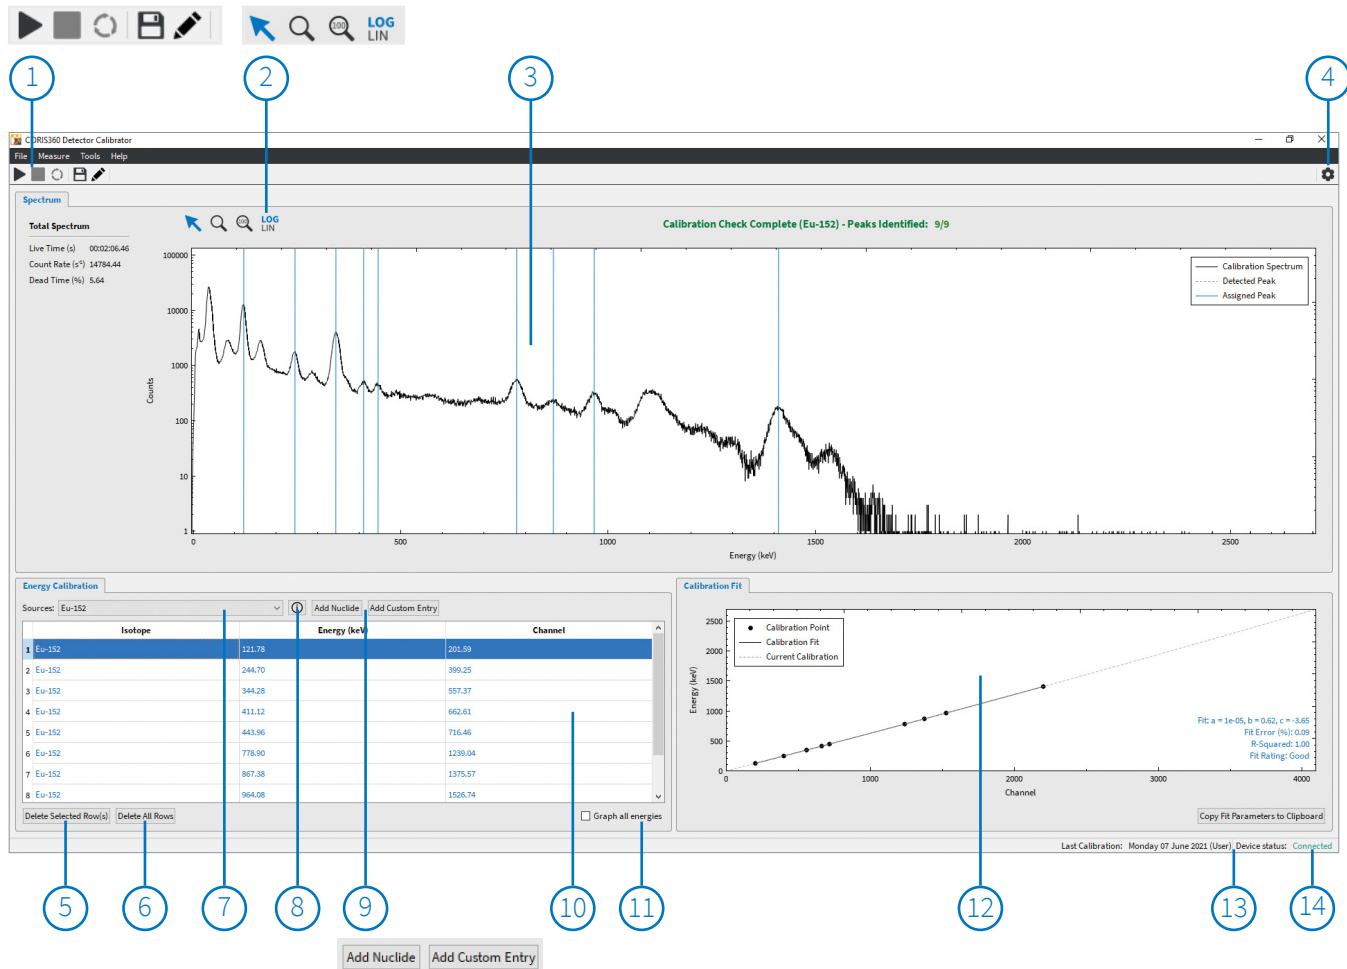 100 LOG
LIN
1 2 3 4
CORIS360 Detector Calibrator
File Measure Tools Help
Spectrum
Total Spectrum
Live Time (s) 00:02:06.46
Count Rate (s⁻¹) 14784.44
Dead Time (%) 5.64
100 LOG
LIN
Calibration Check Complete (Eu-152) - Peaks Identified: 9/9
Calibration Spectrum
Detected Peak
Assigned Peak
100000
10000
1000
100
10
1
Counts
0 500 1000 1500 2000 2500
Energy (keV)
Energy Calibration
Sources: Eu-152 Add Nuclide Add Custom Entry
Isotope Energy (keV) Channel
1 Eu-152 121.78 201.59
2 Eu-152 244.70 399.25
3 Eu-152 344.28 557.37
4 Eu-152 411.12 662.61
5 Eu-152 443.96 716.46
6 Eu-152 778.90 1239.04
7 Eu-152 867.38 1375.57
8 Eu-152 964.08 1526.74
Delete Selected Row(s) Delete All Rows Graph all energies
Calibration Fit
Calibration Point
Calibration Fit
Current Calibration
2500
2000
1500
1000
500
0
Energy (keV)
0 1000 2000 3000 4000
Channel
Fit: a = 1e-05, b = 0.62, c = -3.65
Fit Error (%): 0.09
R-Squared: 1.00
Fit Rating: Good
Copy Fit Parameters to Clipboard
Last Calibration: Monday 07 June 2021 (User) Device status: Connected
5 6 7 8 9 10 11 12 13 14
Add Nuclide Add Custom Entry